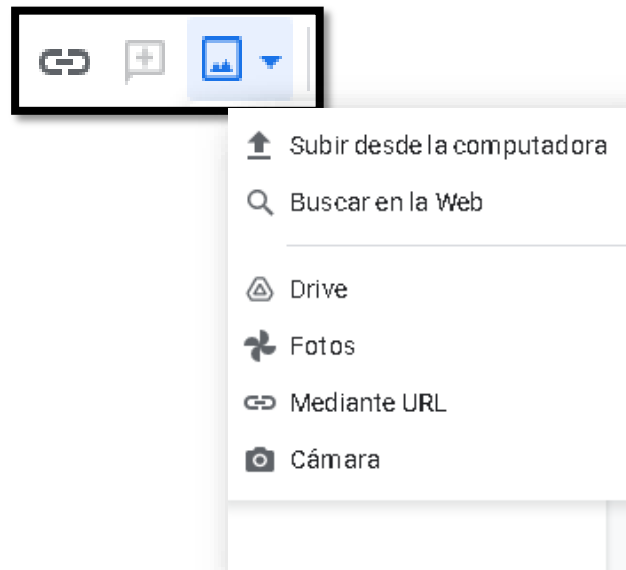 Subir desde la computadora
Buscar en la Web
Drive
Fotos
Mediante URL
Cámara